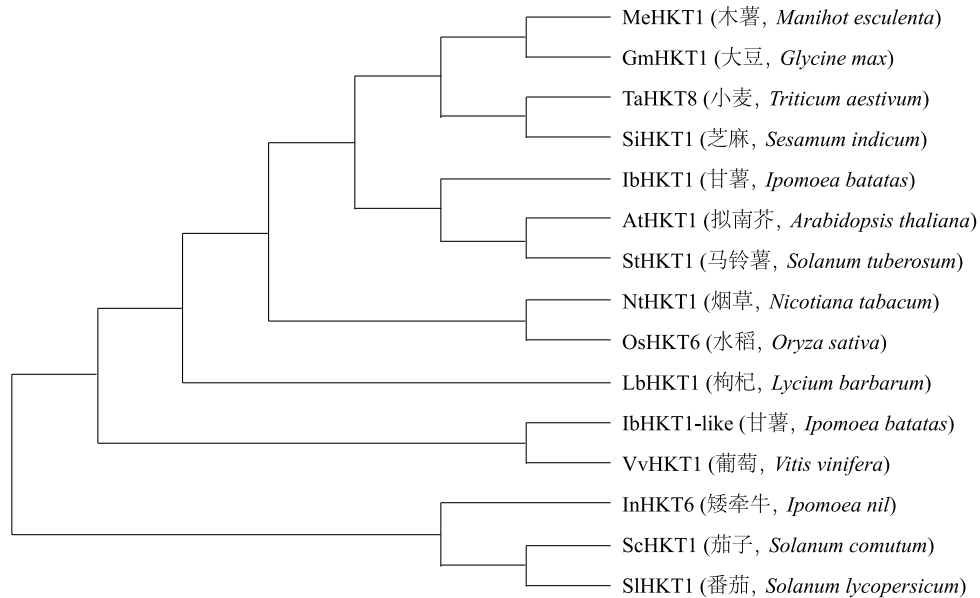 MeHKT1 (木薯, Manihot esculenta)
GmHKT1 (大豆, Glycine max)
TaHKT8 (小麦, Triticum aestivum)
SiHKT1 (芝麻, Sesamum indicum)
IbHKT1 (甘薯, Ipomoea batatas)
AtHKT1 (拟南芥, Arabidopsis thaliana)
StHKT1 (马铃薯, Solanum tuberosum)
NtHKT1 (烟草, Nicotiana tabacum)
OsHKT6 (水稻, Oryza sativa)
LbHKT1 (枸杞, Lycium barbarum)
IbHKT1-like (甘薯, Ipomoea batatas)
VvHKT1 (葡萄, Vitis vinifera)
InHKT6 (矮牵牛, Ipomoea nil)
ScHKT1 (茄子, Solanum comutum)
SlHKT1 (番茄, Solanum lycopersicum)